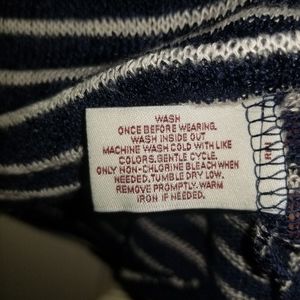 WASH
ONCE BEFORE WEARING.
WASH INSIDE OUT
MACHINE WASH COLD WITH LIKE
COLORS.GENTLE CYCLE.
ONLY NON-CHLORINE BLEACH WHEN
NEEDED.TUMBLE DRY LOW.
REMOVE PROMPTLY.WARM
IRON IF NEEDED.
RN